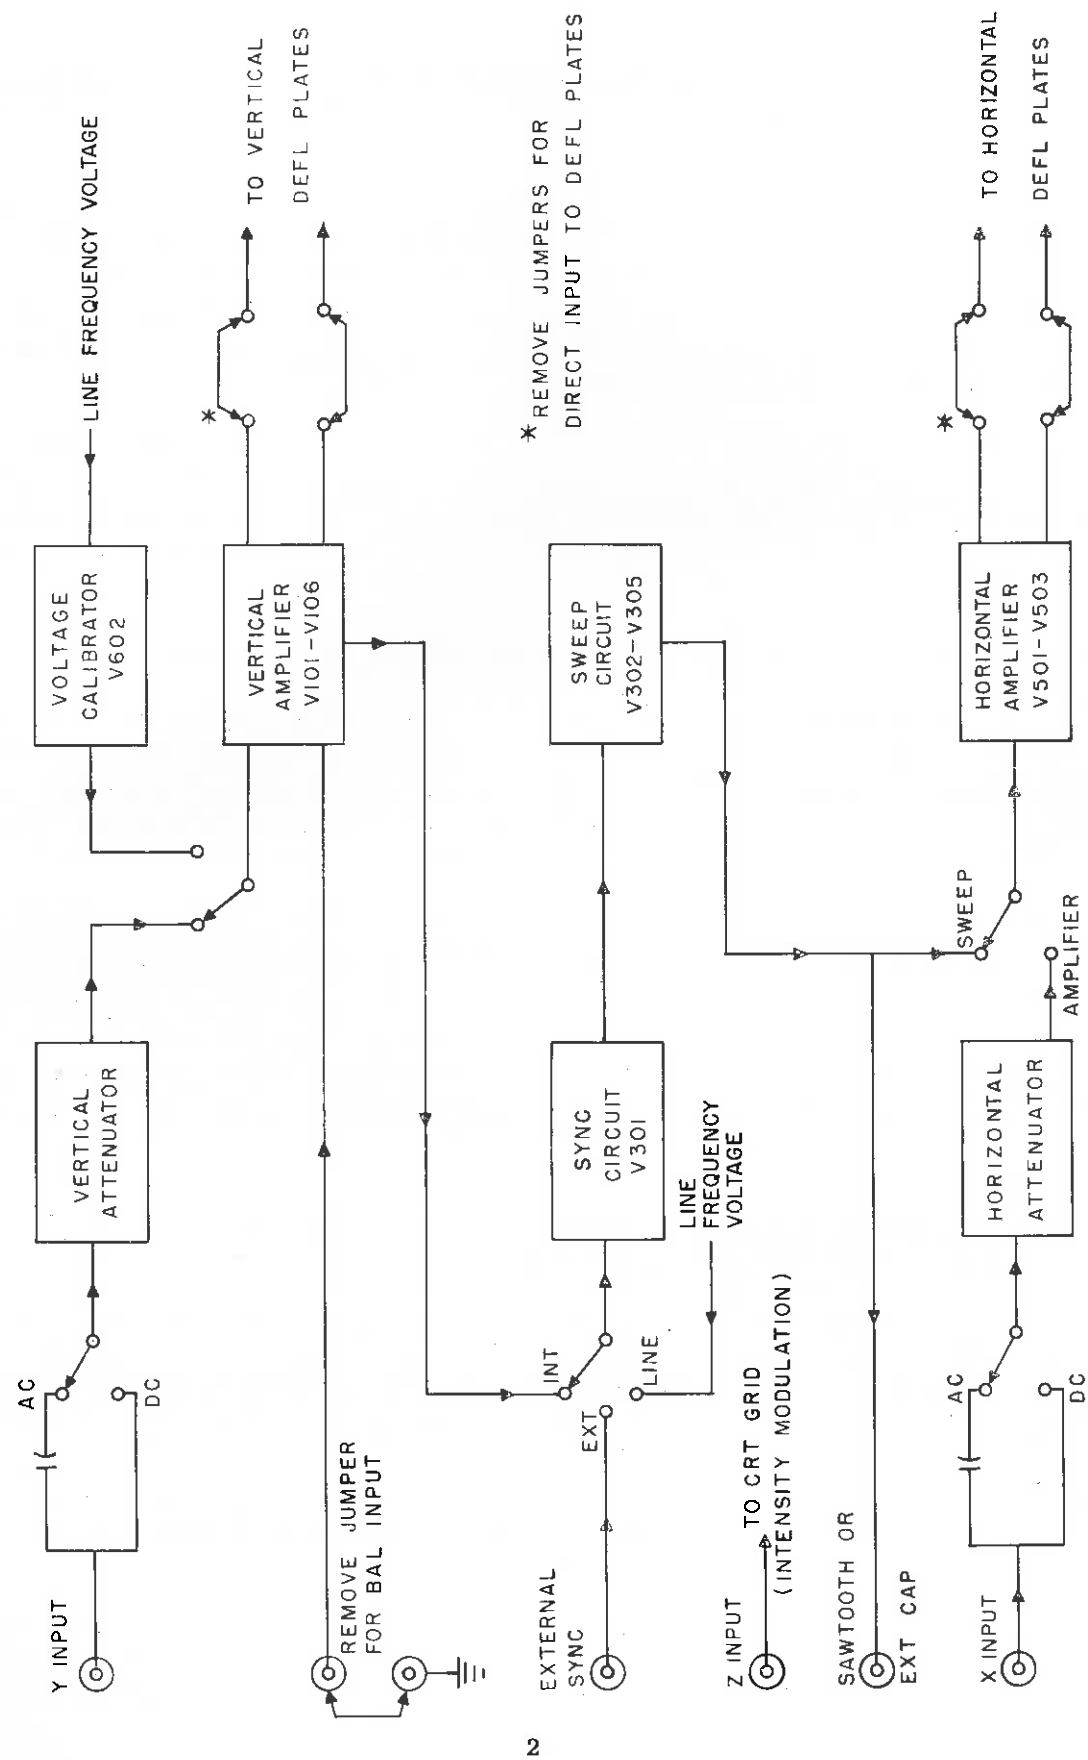 Y INPUT
AC
DC
VERTICAL
ATTENUATOR
VOLTAGE
CALIBRATOR
V602
LINE FREQUENCY VOLTAGE
REMOVE JUMPER
FOR BAL INPUT
VERTICAL
AMPLIFIER
V101-V106
*
TO VERTICAL
DEFL PLATES
*REMOVE JUMPERS FOR
DIRECT INPUT TO DEFL PLATES
EXTERNAL
SYNC
EXT
INT
LINE
SYNC
CIRCUIT
V301
LINE
FREQUENCY
VOLTAGE
SWEEP
CIRCUIT
V302-V305
Z INPUT
TO CRT GRID
(INTENSITY MODULATION)
SAWTOOTH OR
EXT CAP
X INPUT
AC
DC
HORIZONTAL
ATTENUATOR
SWEEP
AMPLIFIER
HORIZONTAL
AMPLIFIER
V501-V503
*
TO HORIZONTAL
DEFL PLATES
2